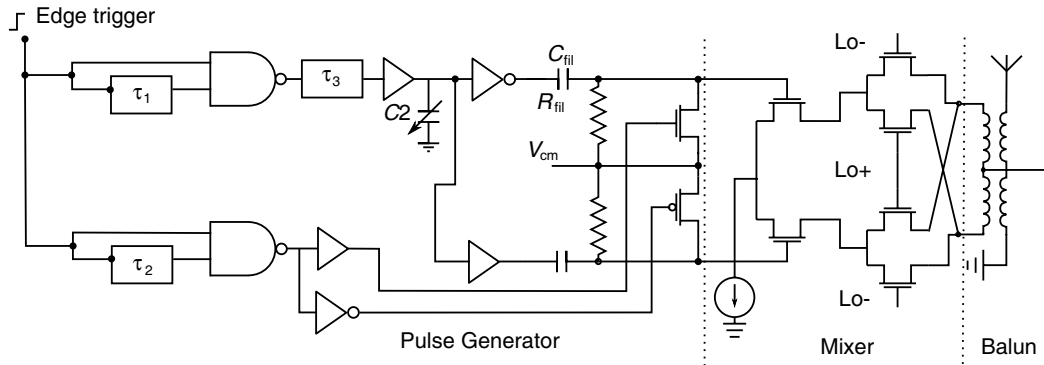 Edge trigger
τ1
τ3
C2
Cfil
Rfil
Vcm
Lo-
Lo+
Lo-
τ2
Pulse Generator
Mixer
Balun